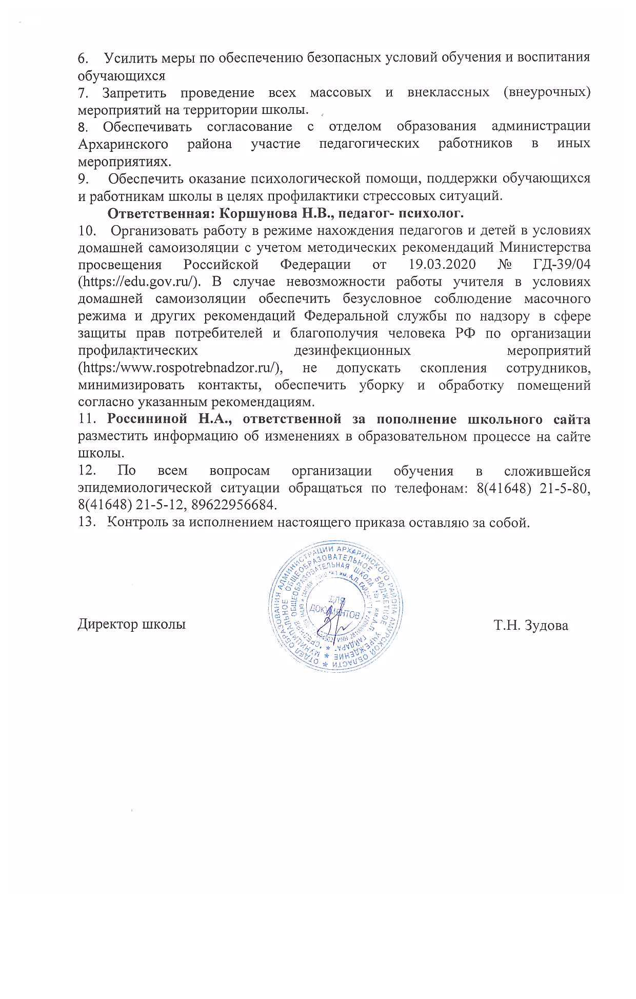 6. Усилить меры по обеспечению безопасных условий обучения и воспитания
обучающихся
7. Запретить проведение всех массовых и внеклассных (внеурочных)
мероприятий на территории школы.
8. Обеспечивать согласование с отделом образования администрации
Архаринского района участие педагогических работников в иных
мероприятиях.
9. Обеспечить оказание психологической помощи, поддержки обучающихся
и работникам школы в целях профилактики стрессовых ситуаций.
Ответственная: Коршунова Н.В., педагог- психолог.
10. Организовать работу в режиме нахождения педагогов и детей в условиях
домашней самоизоляции с учетом методических рекомендаций Министерства
просвещения Российской Федерации от 19.03.2020 № ГД-39/04
(https://edu.gov.ru/). В случае невозможности работы учителя в условиях
домашней самоизоляции обеспечить безусловное соблюдение масочного
режима и других рекомендаций Федеральной службы по надзору в сфере
защиты прав потребителей и благополучия человека РФ по организации
профилактических дезинфекционных мероприятий
(https:/www.rospotrebnadzor.ru/), не допускать скопления сотрудников,
минимизировать контакты, обеспечить уборку и обработку помещений
согласно указанным рекомендациям.
11. Россининой Н.А., ответственной за пополнение школьного сайта
разместить информацию об изменениях в образовательном процессе на сайте
школы.
12. По всем вопросам организации обучения в сложившейся
эпидемиологической ситуации обращаться по телефонам: 8(41648) 21-5-80,
8(41648) 21-5-12, 89622956684.
13. Контроль за исполнением настоящего приказа оставляю за собой.
ОТДЕЛ ОБРАЗОВАНИЯ АДМИНИСТРАЦИИ АРХАРИНСКОГО РАЙОНА АМУРСКОЙ ОБЛАСТИ *
МУНИЦИПАЛЬНОЕ ОБЩЕОБРАЗОВАТЕЛЬНОЕ БЮДЖЕТНОЕ УЧРЕЖДЕНИЕ *
"СРЕДНЯЯ ОБЩЕОБРАЗОВАТЕЛЬНАЯ ШКОЛА №1 им. А.П. ГАЙДАРА" *
ДЛЯ
ДОКУМЕНТОВ
Директор школы Т.Н. Зудова